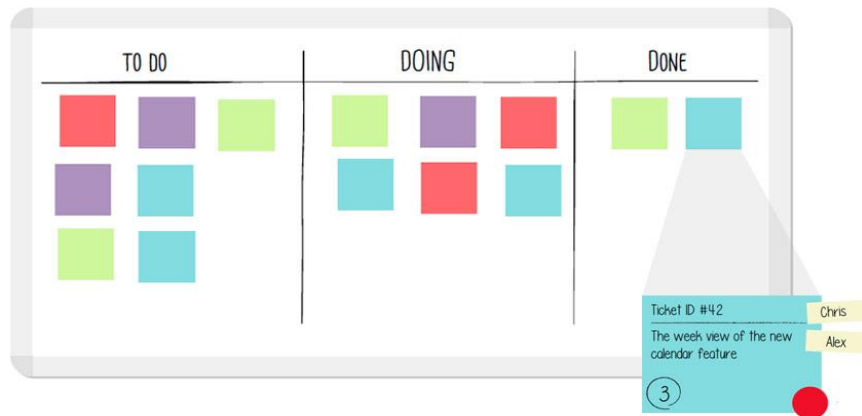 TO DO
DOING
DONE
Ticket ID #42
Chris
The week view of the new
calendar feature
Alex
3